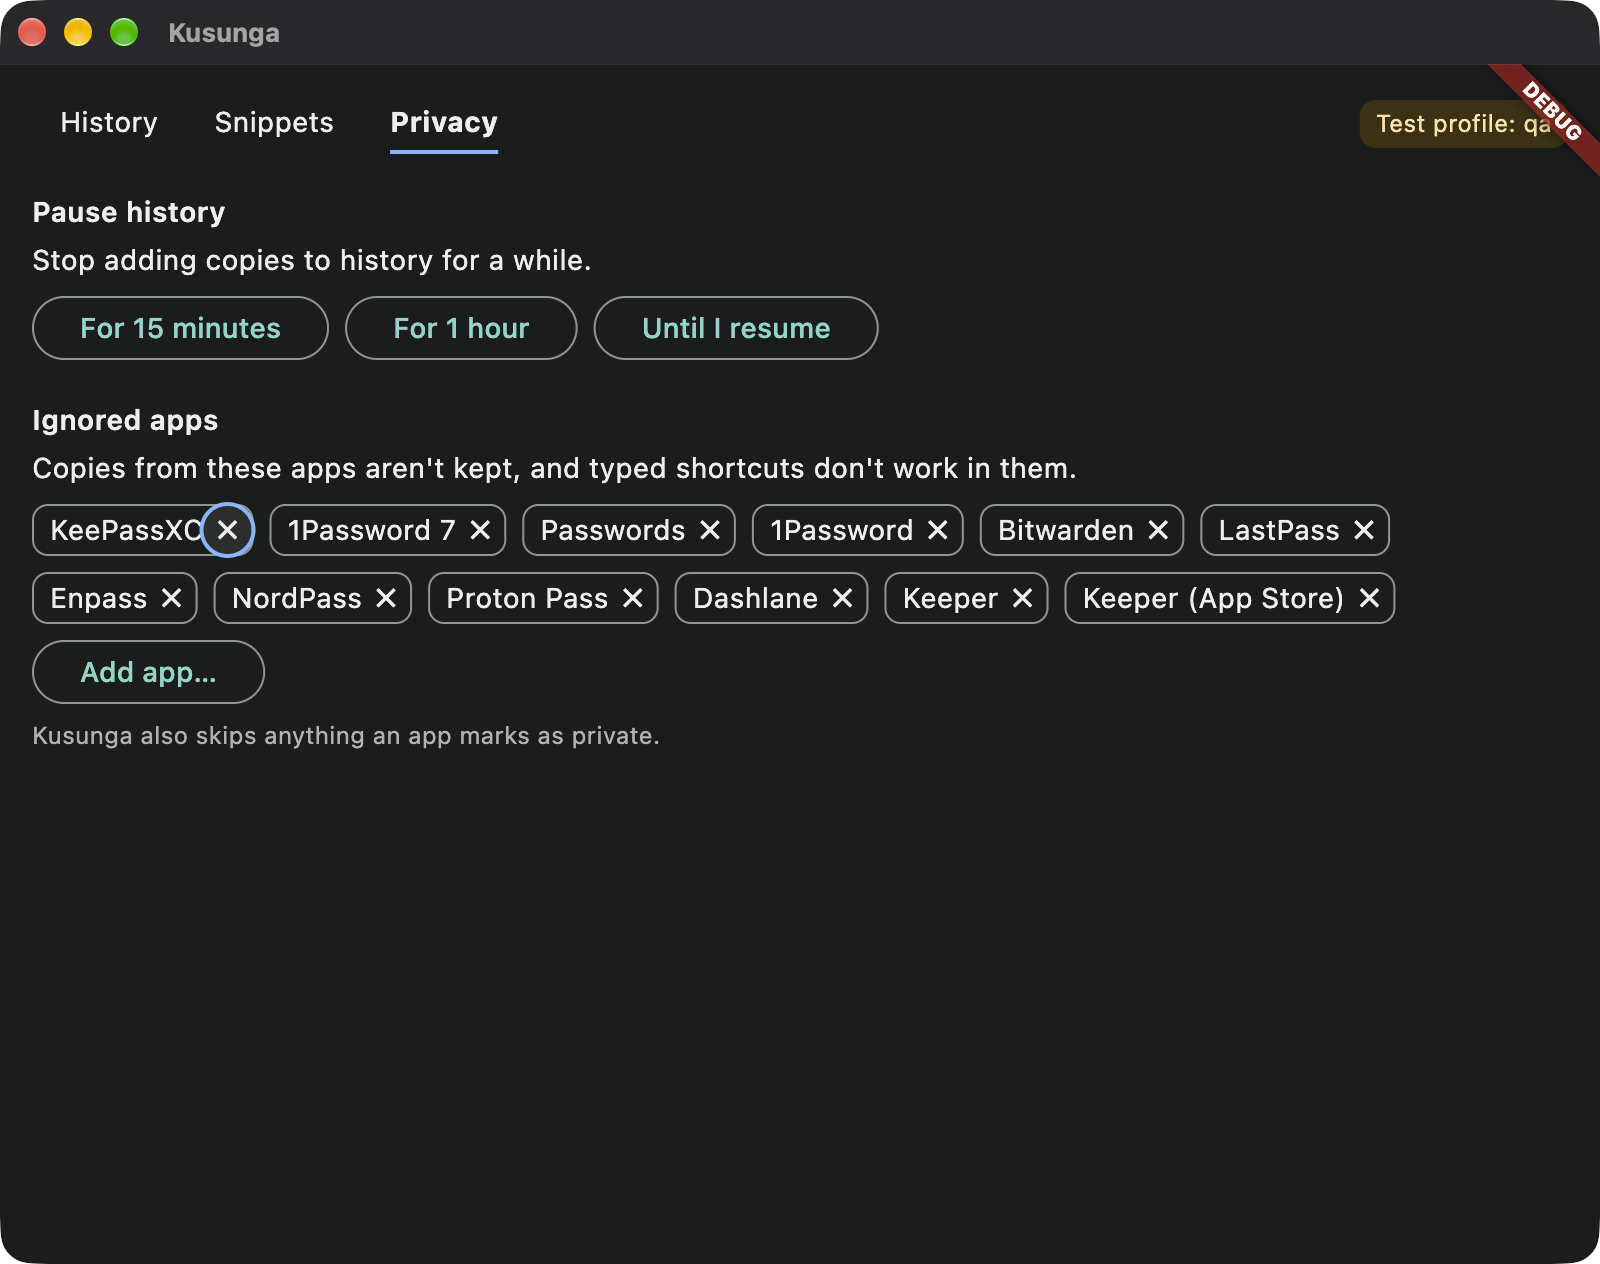 Kusunga
History Snippets Privacy
Test profile: qa
DEBUG
Pause history
Stop adding copies to history for a while.
For 15 minutes For 1 hour Until I resume
Ignored apps
Copies from these apps aren't kept, and typed shortcuts don't work in them.
KeePassXC 1Password 7 Passwords 1Password Bitwarden LastPass
Enpass NordPass Proton Pass Dashlane Keeper Keeper (App Store)
Add app...
Kusunga also skips anything an app marks as private.